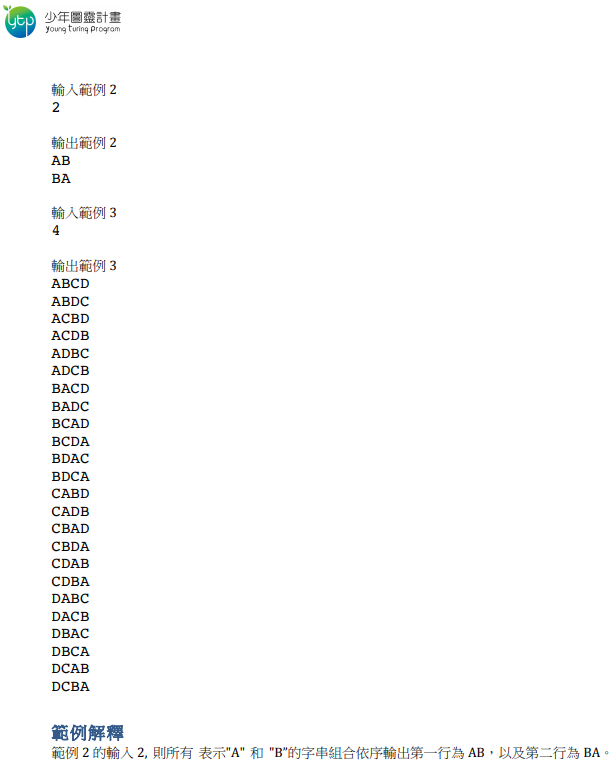 ytp 少年圖靈計畫
Young Turing Program
輸入範例 2
2
輸出範例 2
AB
BA
輸入範例 3
4
輸出範例 3
ABCD
ABDC
ACBD
ACDB
ADBC
ADCB
BACD
BADC
BCAD
BCDA
BDAC
BDCA
CABD
CADB
CBAD
CBDA
CDAB
CDBA
DABC
DACB
DBAC
DBCA
DCAB
DCBA
範例解釋
範例 2 的輸入 2, 則所有 表示"A" 和 "B"的字串組合依序輸出第一行為 AB，以及第二行為 BA。